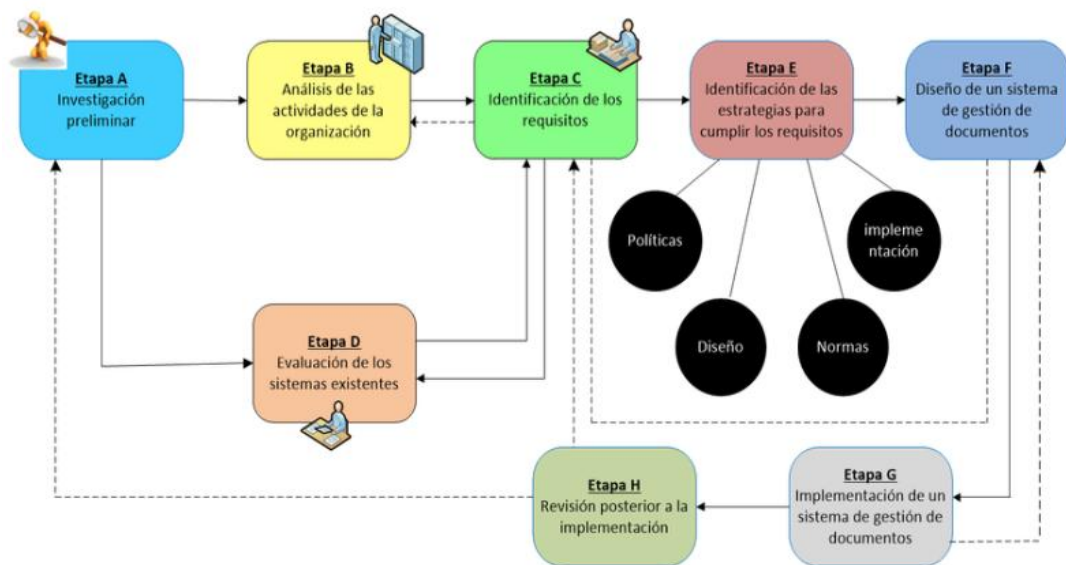 Etapa A
Investigación
preliminar
Etapa B
Análisis de las
actividades de la
organización
Etapa C
Identificación de los
requisitos
Etapa E
Identificación de las
estrategias para
cumplir los requisitos
Etapa F
Diseño de un sistema
de gestión de
documentos
Políticas
impleme
ntación
Diseño
Normas
Etapa D
Evaluación de los
sistemas existentes
Etapa H
Revisión posterior a la
implementación
Etapa G
Implementación de un
sistema de gestión de
documentos